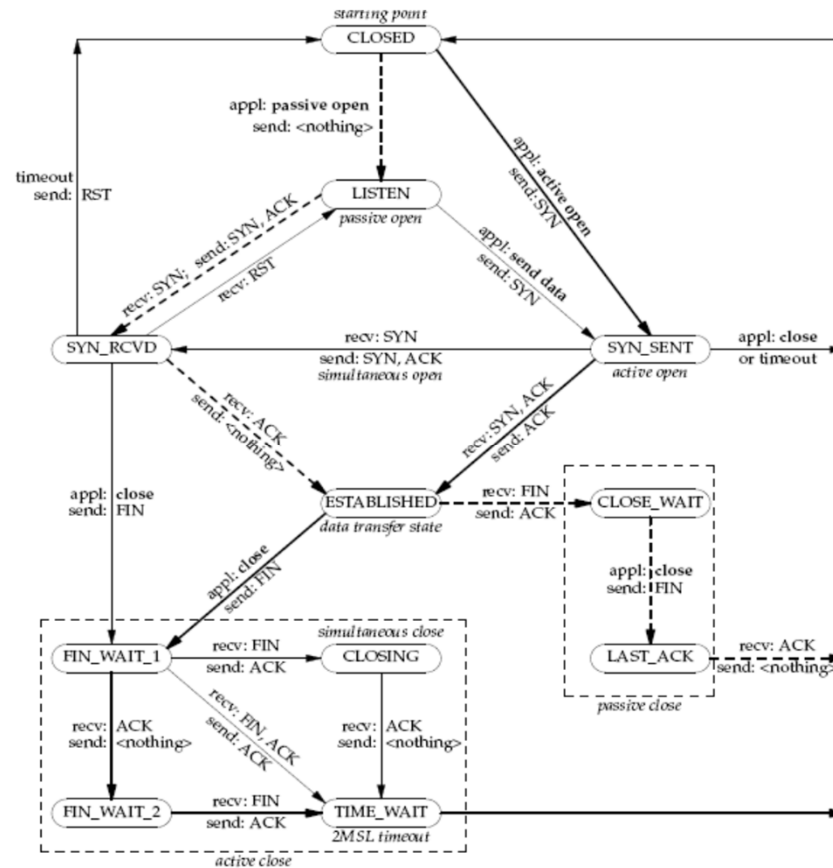 starting point
CLOSED
appl: passive open
send: <nothing>
appl: active open
send: SYN
timeout
send: RST
LISTEN
passive open
recv: SYN; send: SYN, ACK
recv: RST
appl: send data
send: SYN
SYN_RCVD
recv: SYN
send: SYN, ACK
simultaneous open
SYN_SENT
active open
appl: close
or timeout
recv: ACK
send: <nothing>
recv: SYN, ACK
send: ACK
appl: close
send: FIN
ESTABLISHED
data transfer state
recv: FIN
send: ACK
CLOSE_WAIT
appl: close
send: FIN
appl: close
send: FIN
simultaneous close
FIN_WAIT_1
recv: FIN
send: ACK
CLOSING
LAST_ACK
recv: ACK
send: <nothing>
passive close
recv: ACK
send: <nothing>
recv: FIN, ACK
send: ACK
recv: ACK
send: <nothing>
FIN_WAIT_2
recv: FIN
send: ACK
TIME_WAIT
2MSL timeout
active close